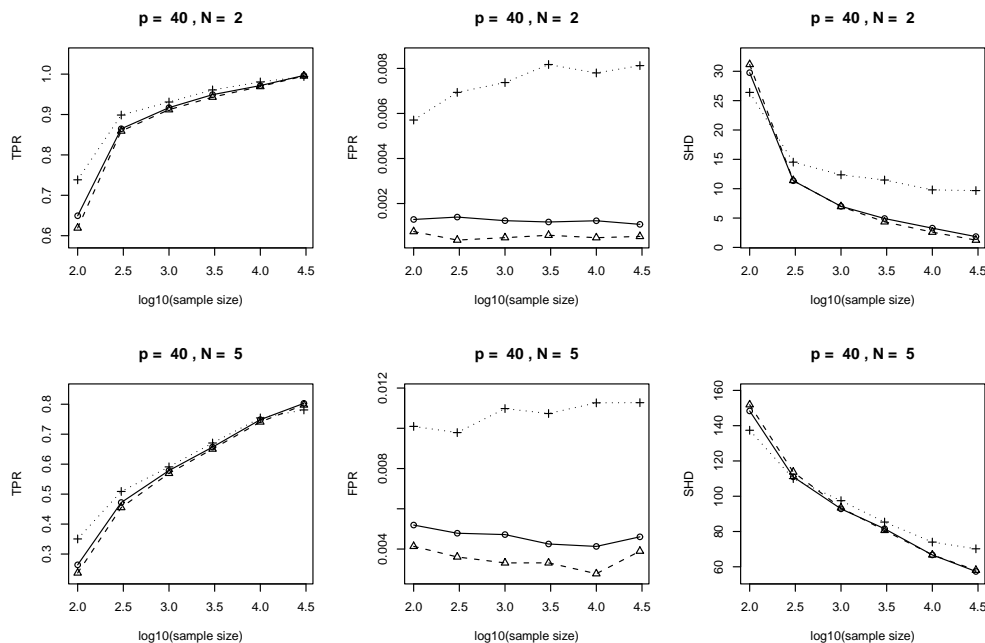 p = 40 , N = 2
TPR
0.6 0.7 0.8 0.9 1.0
2.0 2.5 3.0 3.5 4.0 4.5
log10(sample size)
p = 40 , N = 2
FPR
0.002 0.004 0.006 0.008
2.0 2.5 3.0 3.5 4.0 4.5
log10(sample size)
p = 40 , N = 2
SHD
0 5 10 15 20 25 30
2.0 2.5 3.0 3.5 4.0 4.5
log10(sample size)
p = 40 , N = 5
TPR
0.3 0.4 0.5 0.6 0.7 0.8
2.0 2.5 3.0 3.5 4.0 4.5
log10(sample size)
p = 40 , N = 5
FPR
0.004 0.008 0.012
2.0 2.5 3.0 3.5 4.0 4.5
log10(sample size)
p = 40 , N = 5
SHD
60 80 100 120 140 160
2.0 2.5 3.0 3.5 4.0 4.5
log10(sample size)